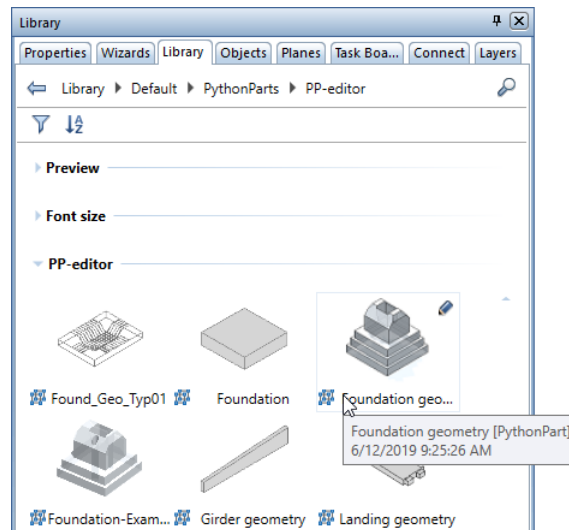 Library
Properties Wizards Library Objects Planes Task Boa... Connect Layers
Library Default PythonParts PP-editor
Preview
Font size
PP-editor
Found_Geo_Typ01 Foundation Foundation geo...
Foundation geometry [PythonPart]
6/12/2019 9:25:26 AM
Foundation-Exam... Girder geometry Landing geometry